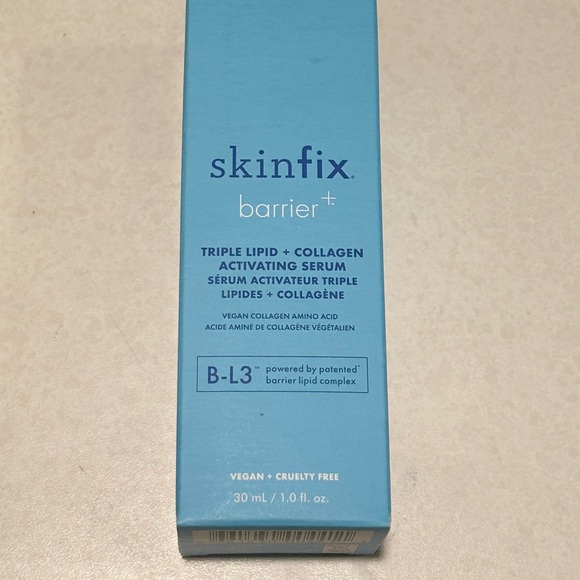 skinfix.
barrier+
TRIPLE LIPID + COLLAGEN
ACTIVATING SERUM
SÉRUM ACTIVATEUR TRIPLE
LIPIDES + COLLAGÈNE
VEGAN COLLAGEN AMINO ACID
ACIDE AMINÉ DE COLLAGÈNE VÉGÉTALIEN
B-L3™ powered by patented*
barrier lipid complex
VEGAN + CRUELTY FREE
30 mL / 1.0 fl. oz.